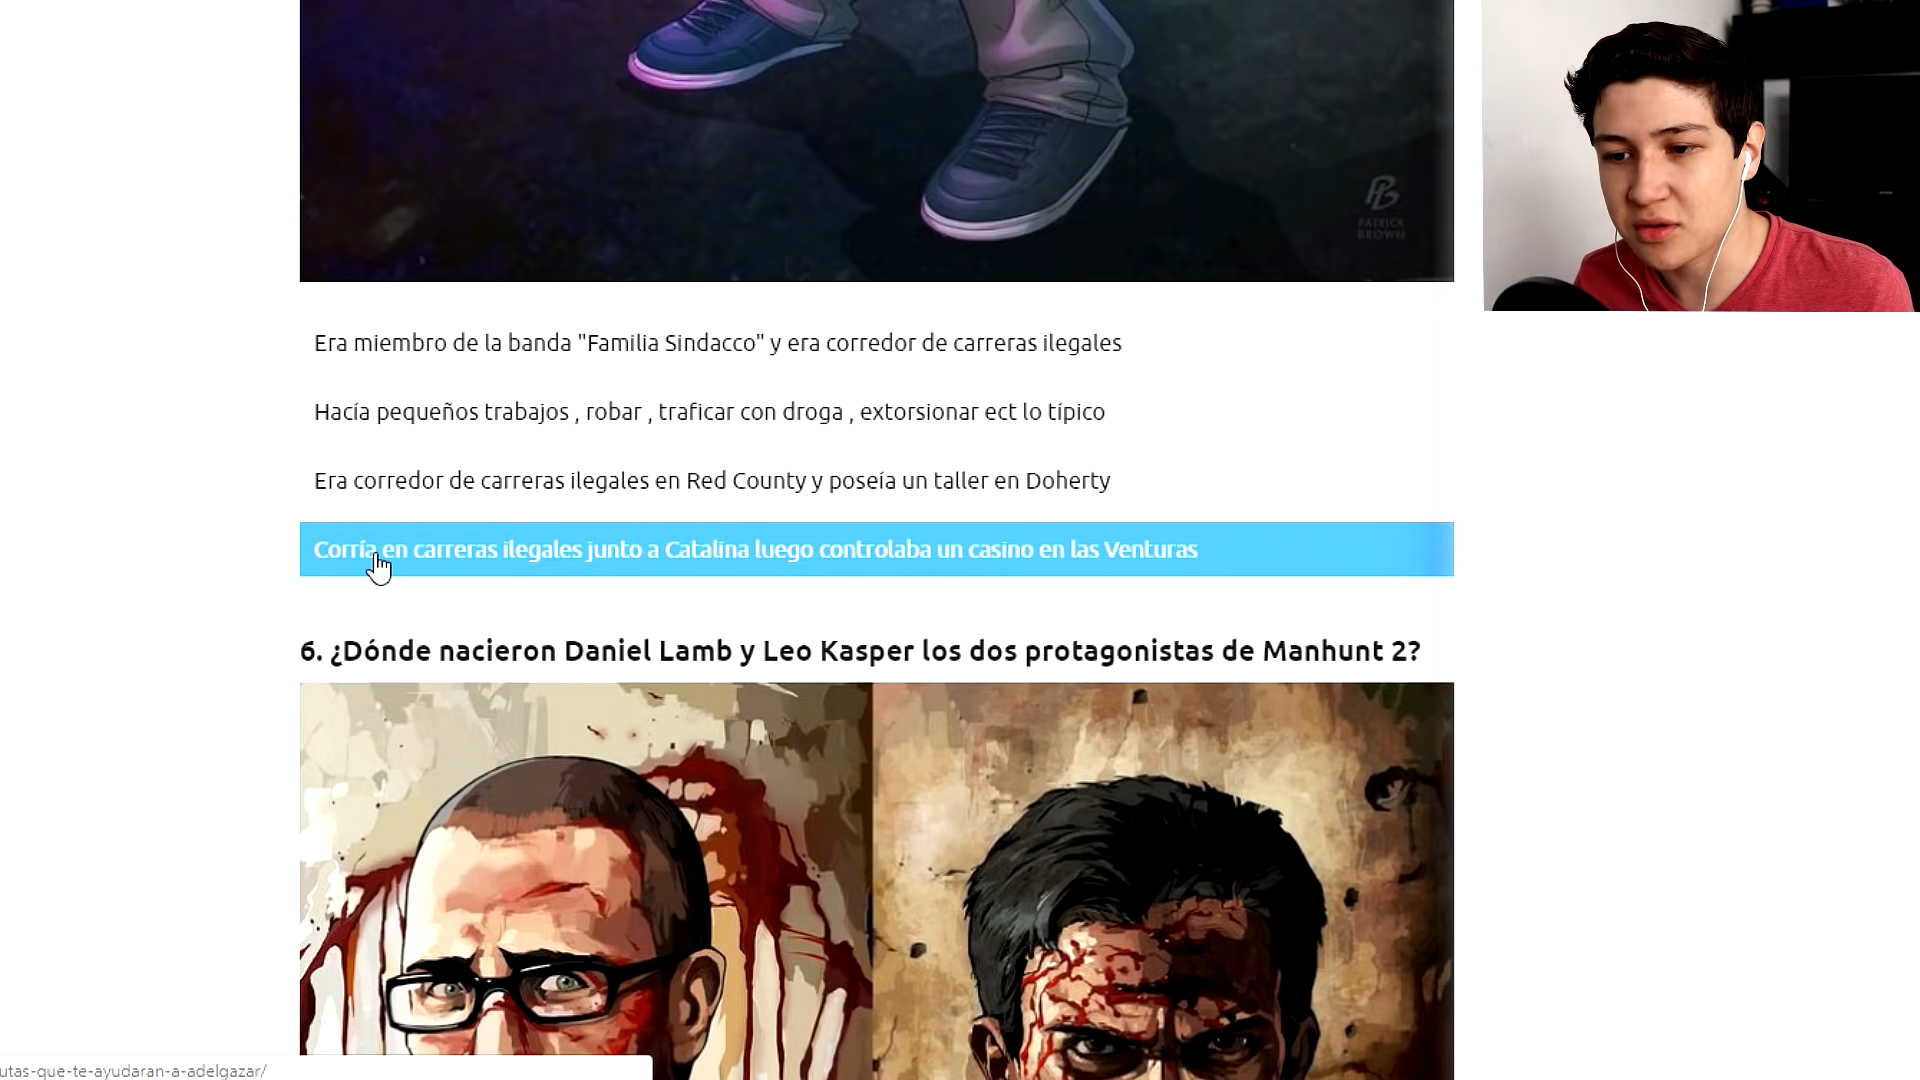 PB
PATRICK
BROWN
Era miembro de la banda "Familia Sindacco" y era corredor de carreras ilegales
Hacía pequeños trabajos , robar , traficar con droga , extorsionar ect lo típico
Era corredor de carreras ilegales en Red County y poseía un taller en Doherty
Corría en carreras ilegales junto a Catalina luego controlaba un casino en las Venturas
6. ¿Dónde nacieron Daniel Lamb y Leo Kasper los dos protagonistas de Manhunt 2?
utas-que-te-ayudaran-a-adelgazar/